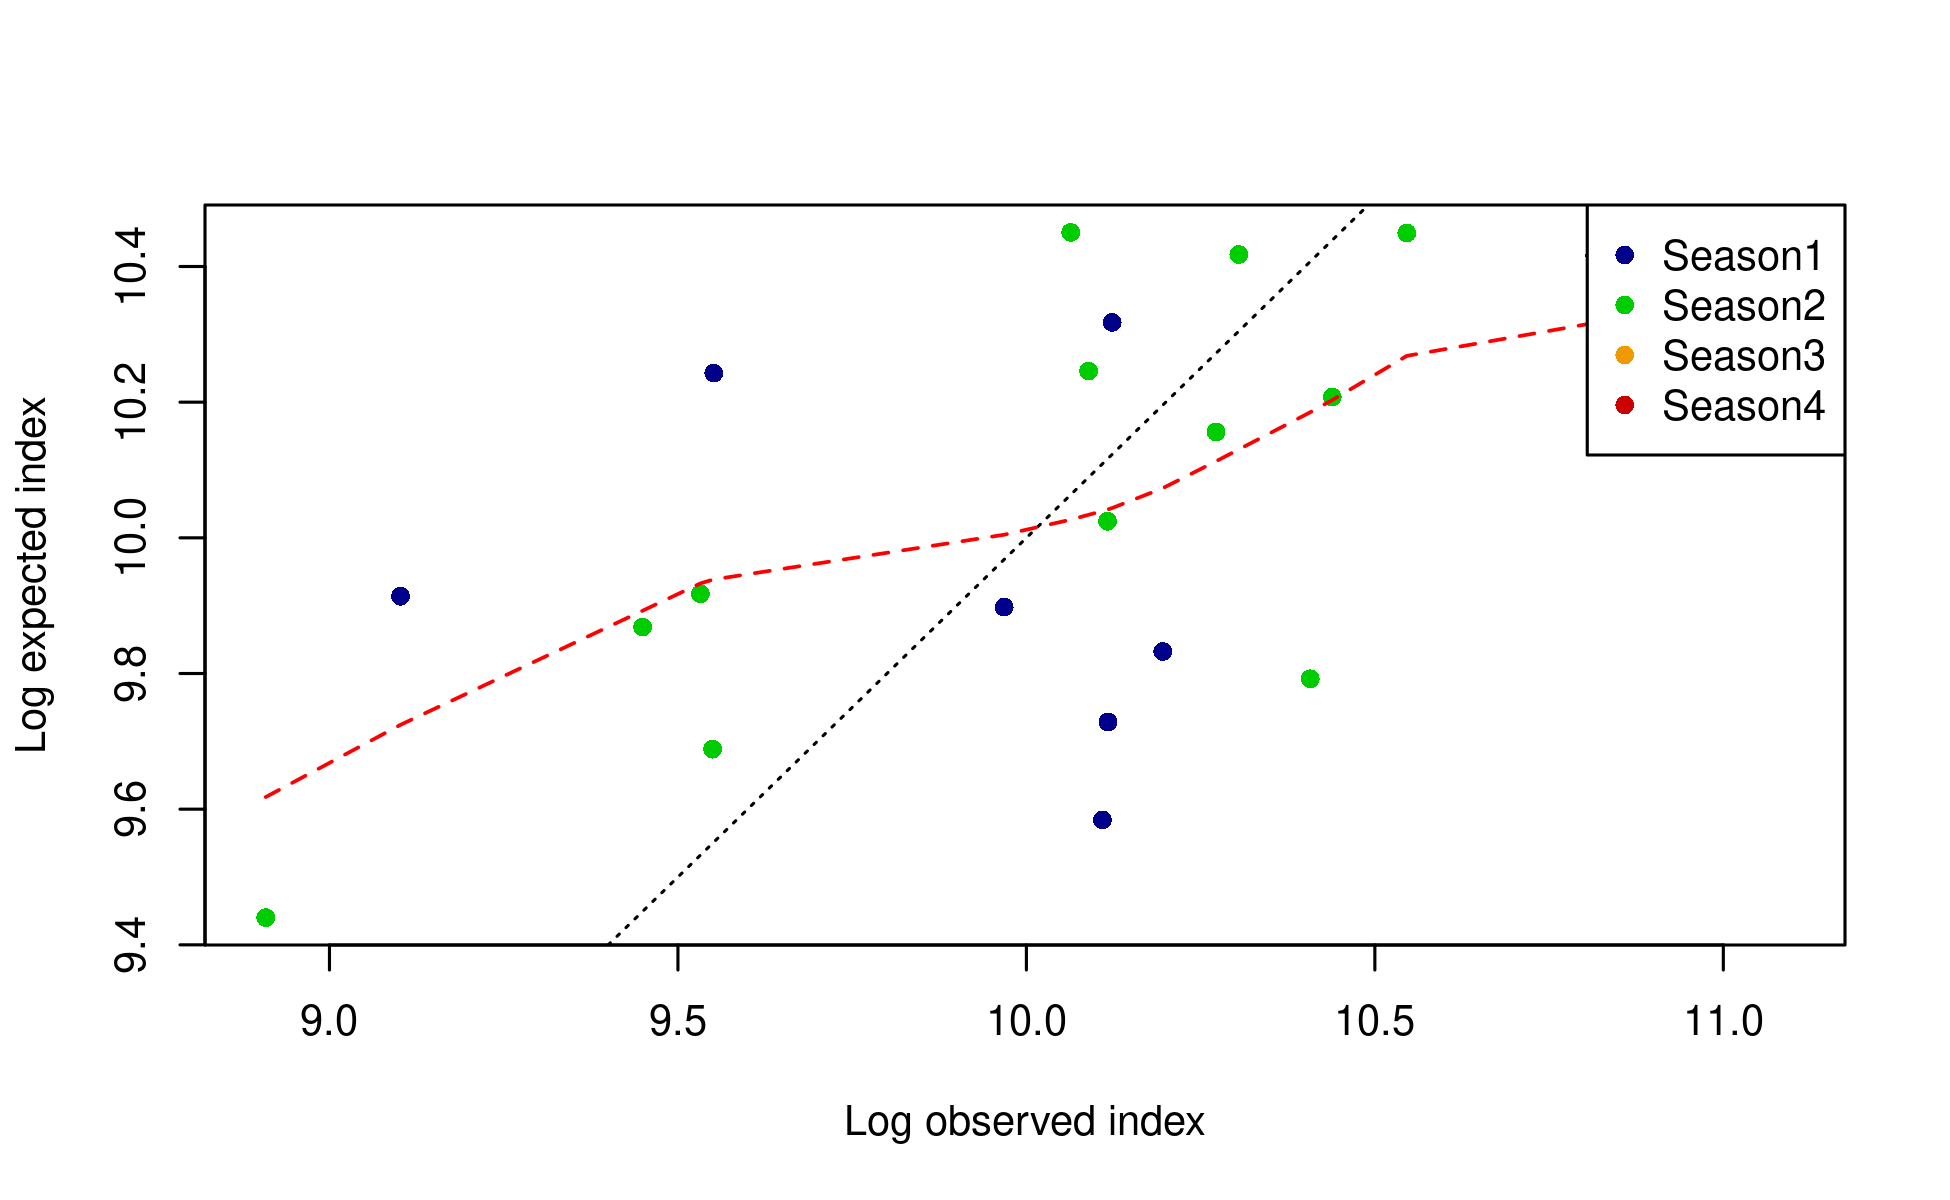 Log expected index
10.4
10.2
10.0
9.8
9.6
9.4
Season1
Season2
Season3
Season4
9.0 9.5 10.0 10.5 11.0
Log observed index